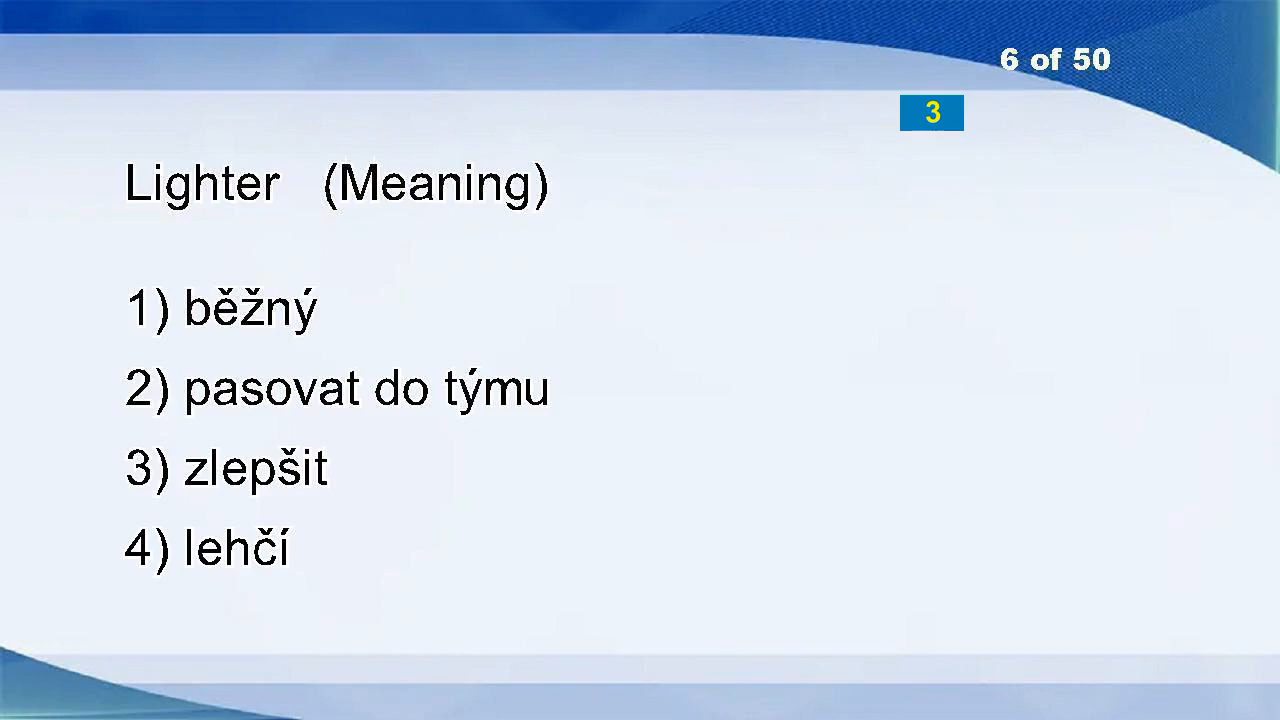 6 of 50
3
Lighter (Meaning)
1) běžný
2) pasovat do týmu
3) zlepšit
4) lehčí